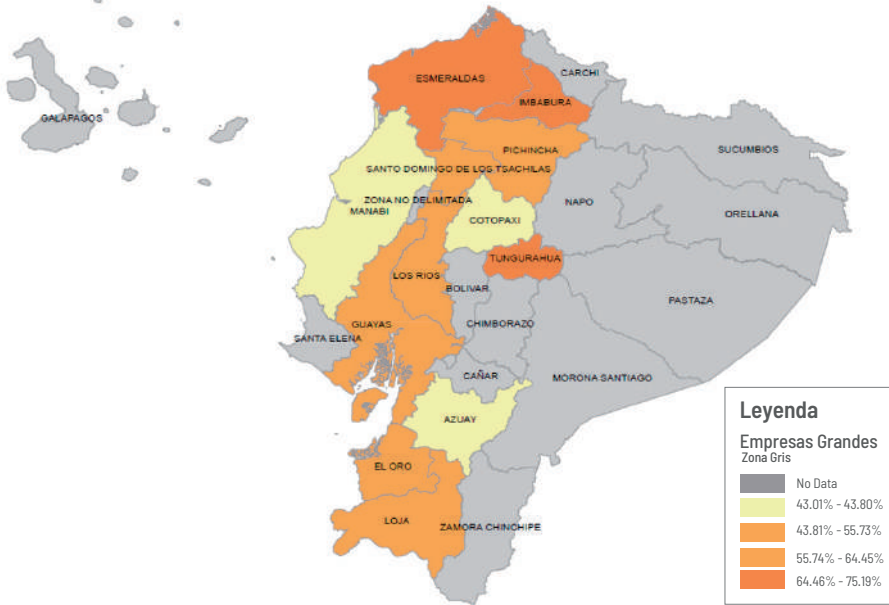 ESMERALDAS
CARCHI
IMBABURA
GALAPAGOS
PICHINCHA
SUCUMBIOS
SANTO DOMINGO DE LOS TSACHILAS
ZONA NO DELIMITADA
NAPO
MANABI
COTOPAXI
ORELLANA
TUNGURAHUA
LOS RIOS
BOLIVAR
PASTAZA
GUAYAS
CHIMBORAZO
SANTA ELENA
CAÑAR
MORONA SANTIAGO
AZUAY
EL ORO
LOJA
ZAMORA CHINCHIPE
Leyenda
Empresas Grandes
Zona Gris
No Data
43.01% - 43.80%
43.81% - 55.73%
55.74% - 64.45%
64.46% - 75.19%